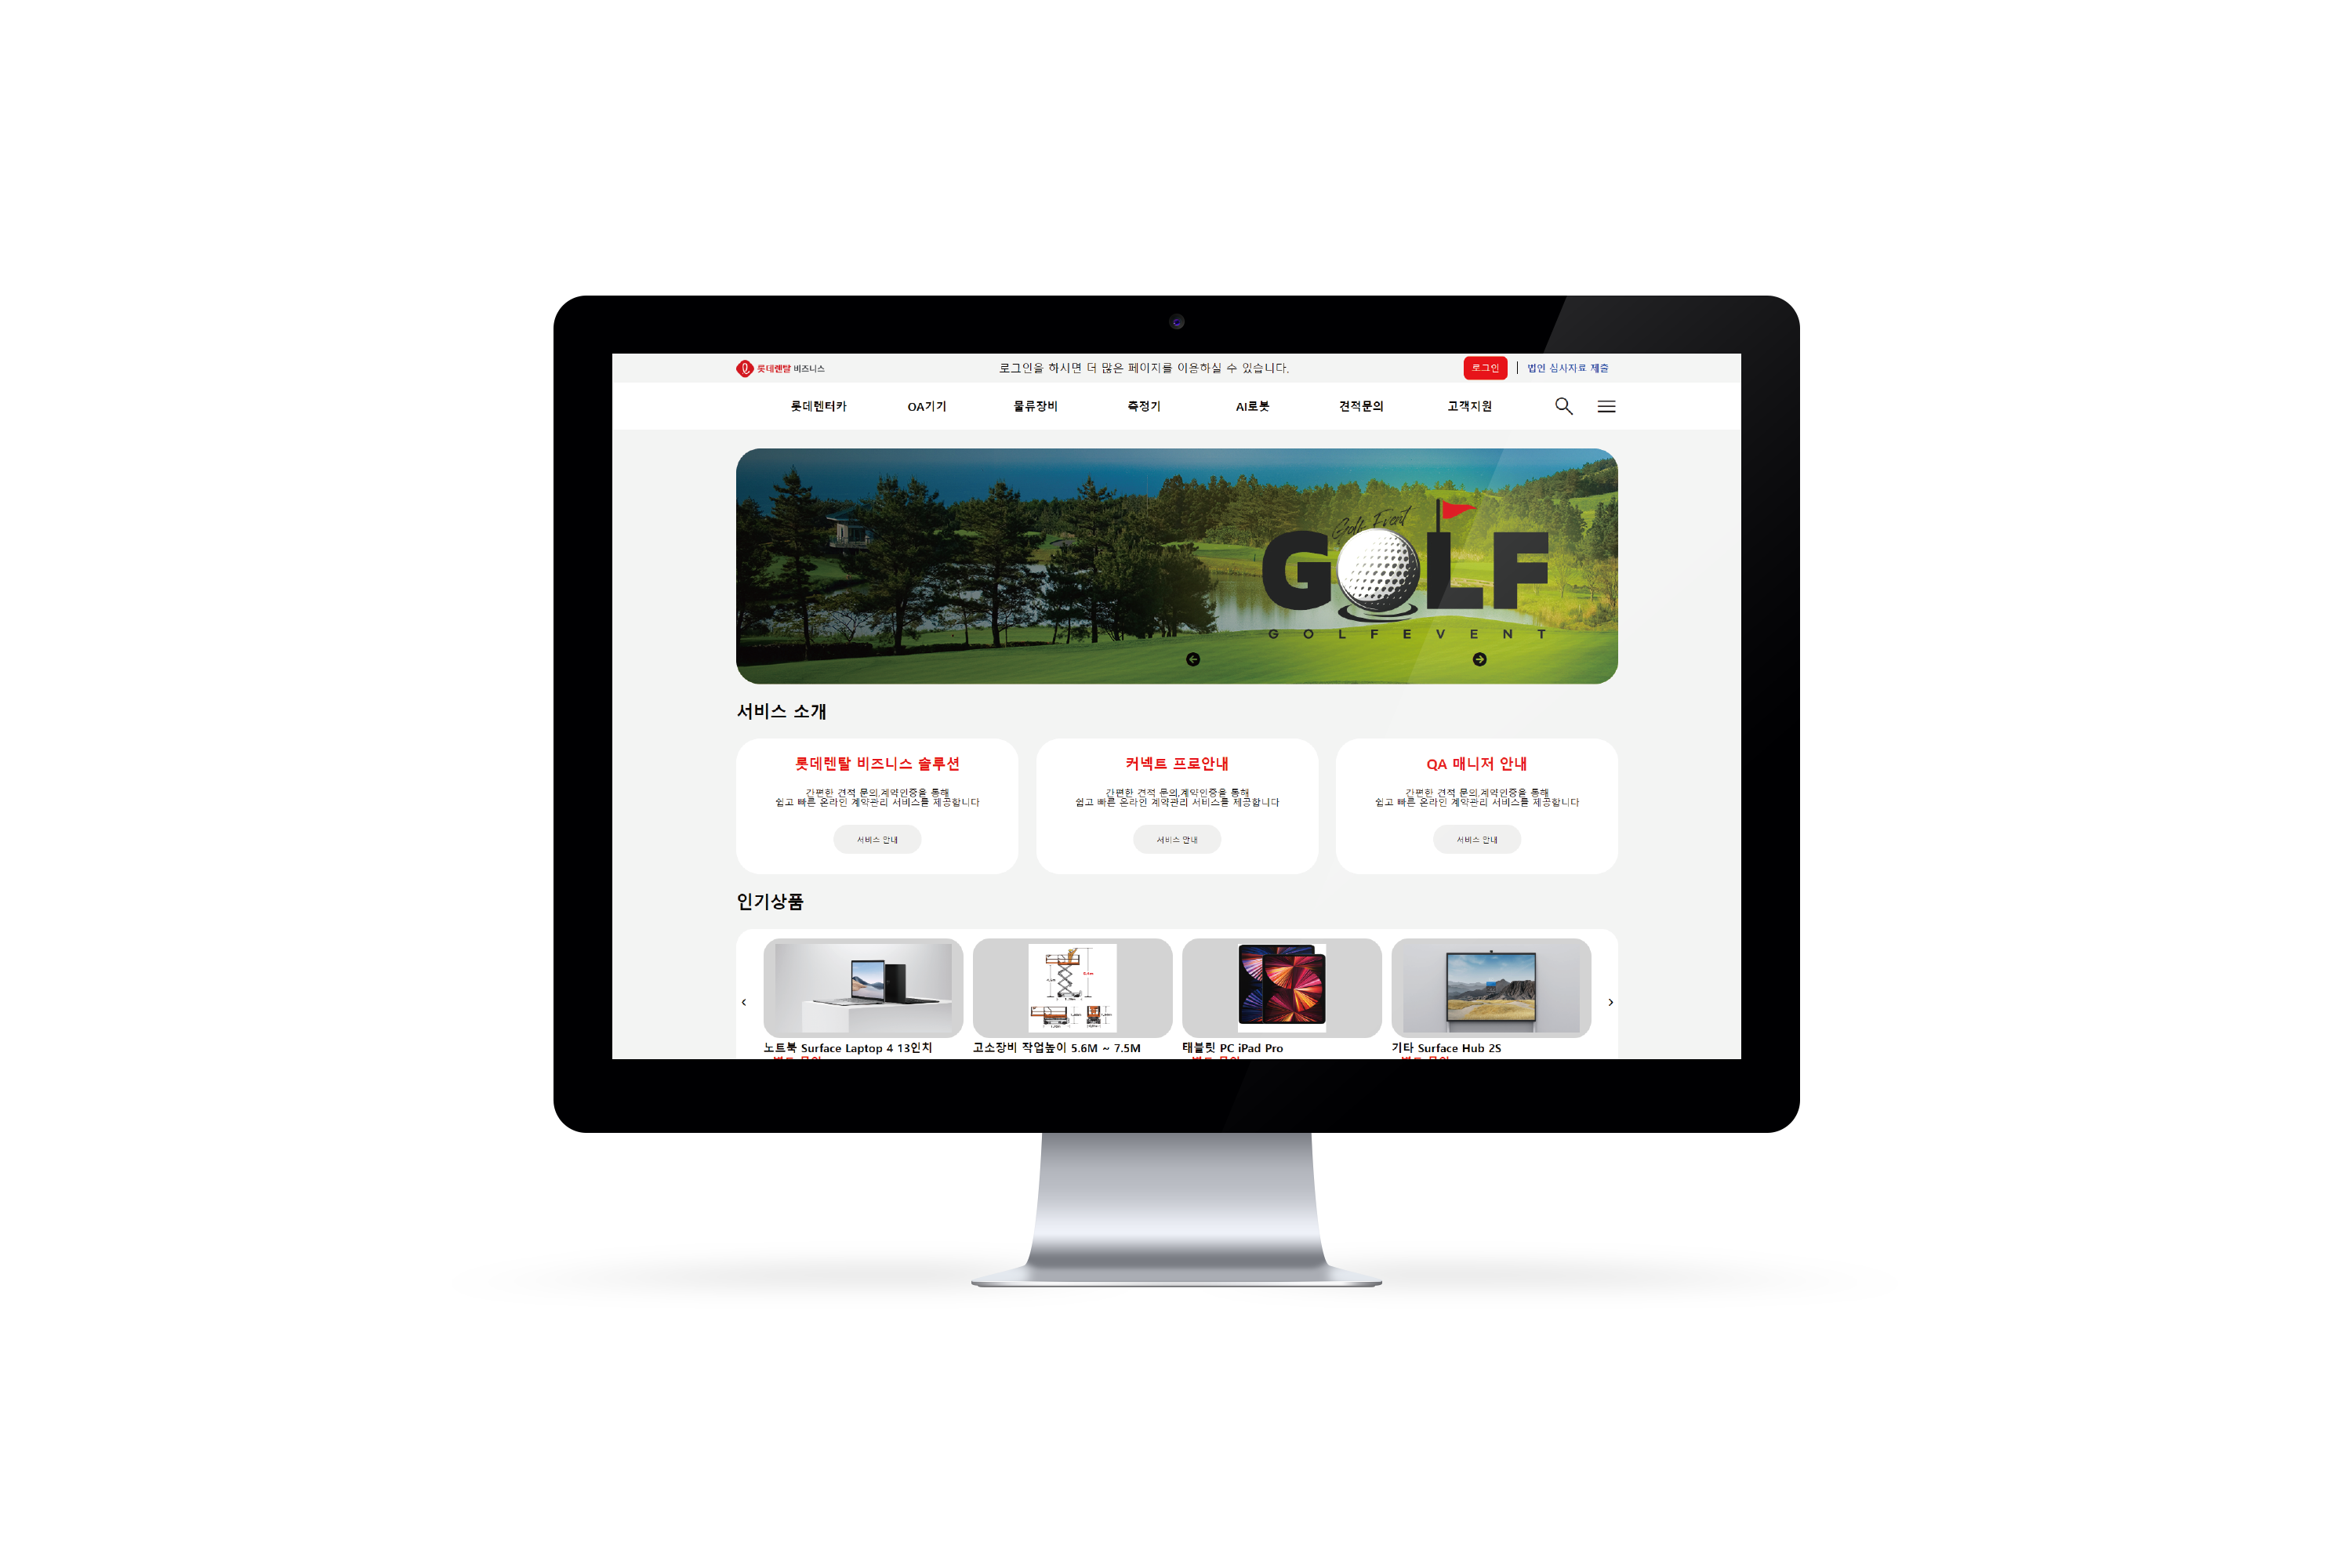 롯데렌탈 비즈니스
로그인을 하시면 더 많은 페이지를 이용하실 수 있습니다.
로그인
법인 심사자료 제출
롯데렌터카
OA기기
물류장비
측정기
AI로봇
견적문의
고객지원
Golf Event
GOLF
GOLFEVENT
서비스 소개
롯데렌탈 비즈니스 솔루션
간편한 견적 문의,계약인증을 통해
쉽고 빠른 온라인 계약관리 서비스를 제공합니다
서비스 안내
커넥트 프로안내
간편한 견적 문의,계약인증을 통해
쉽고 빠른 온라인 계약관리 서비스를 제공합니다
서비스 안내
QA 매니저 안내
간편한 견적 문의,계약인증을 통해
쉽고 빠른 온라인 계약관리 서비스를 제공합니다
서비스 안내
인기상품
노트북 Surface Laptop 4 13인치
고소장비 작업높이 5.6M ~ 7.5M
태블릿 PC iPad Pro
기타 Surface Hub 2S